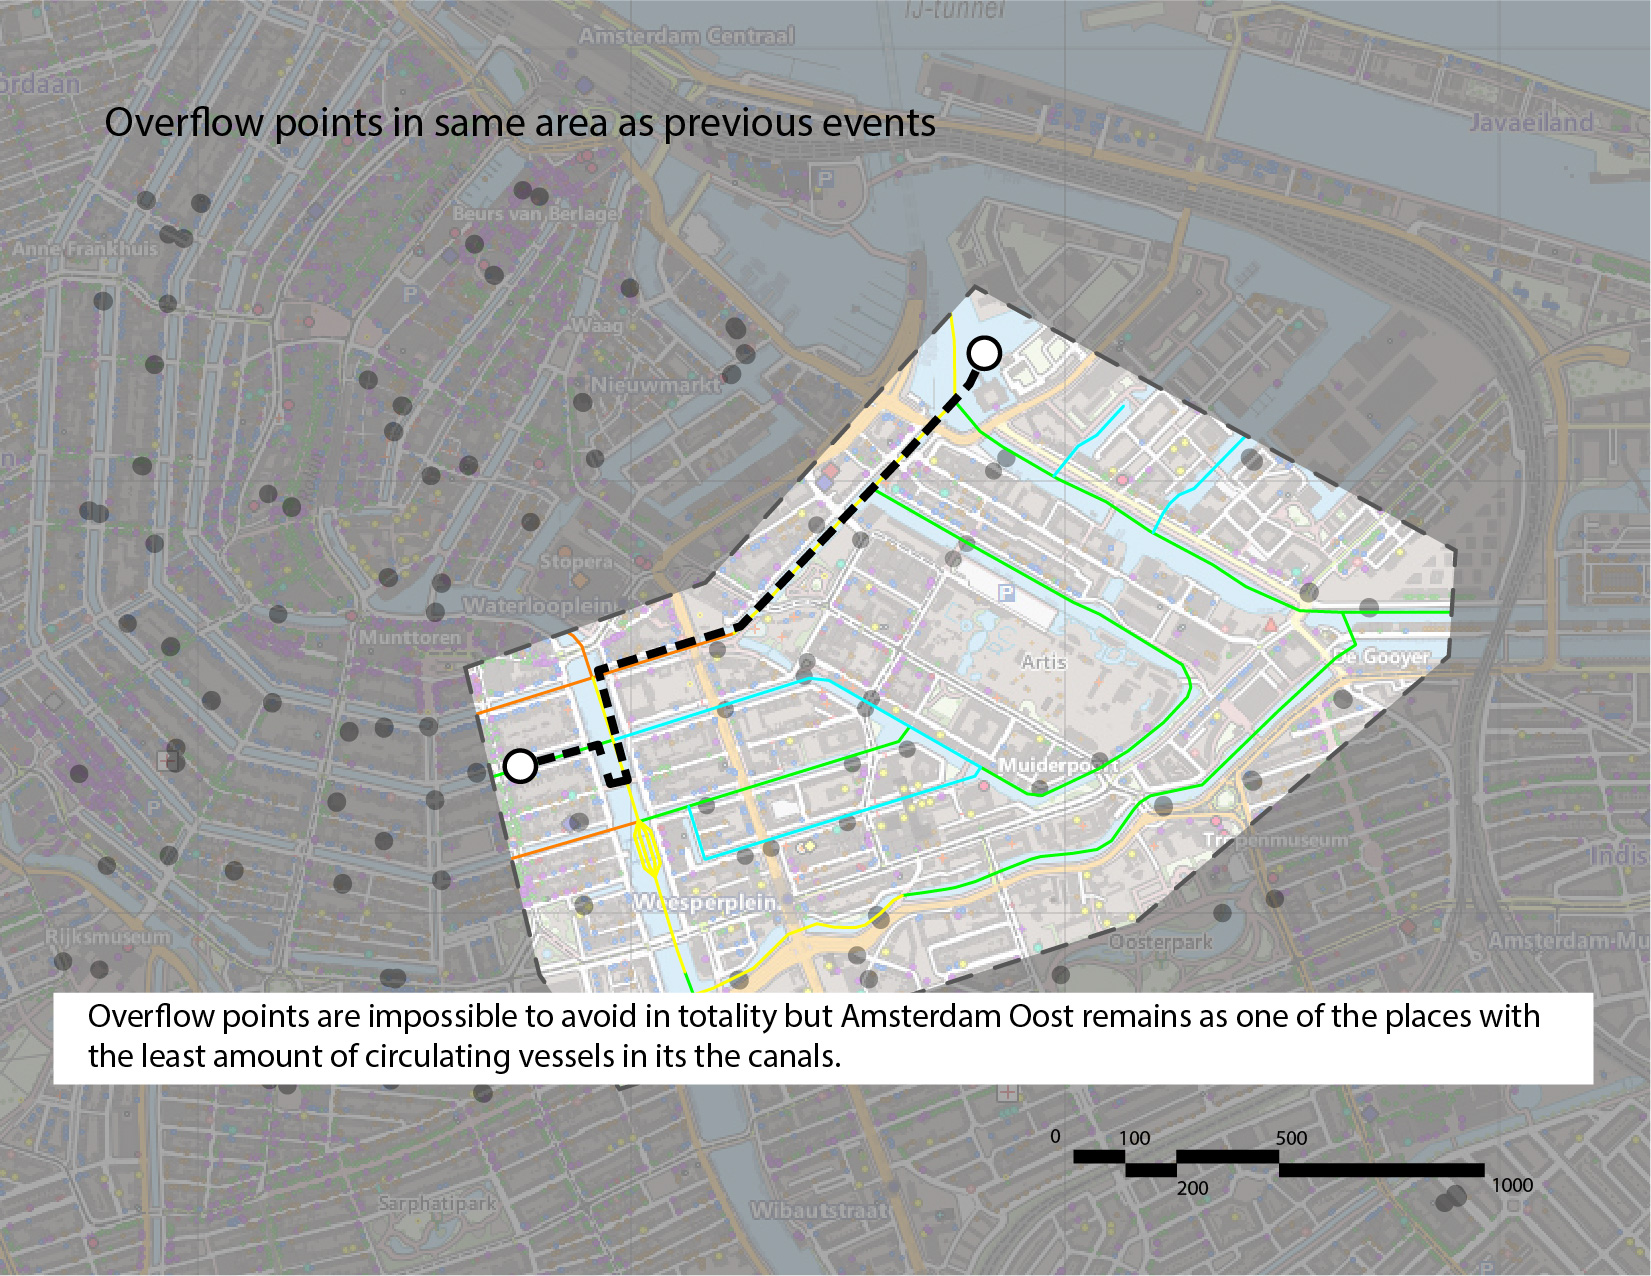 IJ-tunnel
Amsterdam Centraal
ordaan
Overflow points in same area as previous events
Javaeiland
P
Beurs van Berlage
Anne Frankhuis
P
Waag
Nieuwmarkt
Stopera
P
Waterlooplein
Munttoren
Artis
De Gooyer
Muiderpoort
P
Tropenmuseum
Indis
Weesperplein
Rijksmuseum
Oosterpark
Amsterdam-Mu
Overflow points are impossible to avoid in totality but Amsterdam Oost remains as one of the places with
the least amount of circulating vessels in its the canals.
0 100 500
200 1000
Sarphatipark
Wibautstraat
P